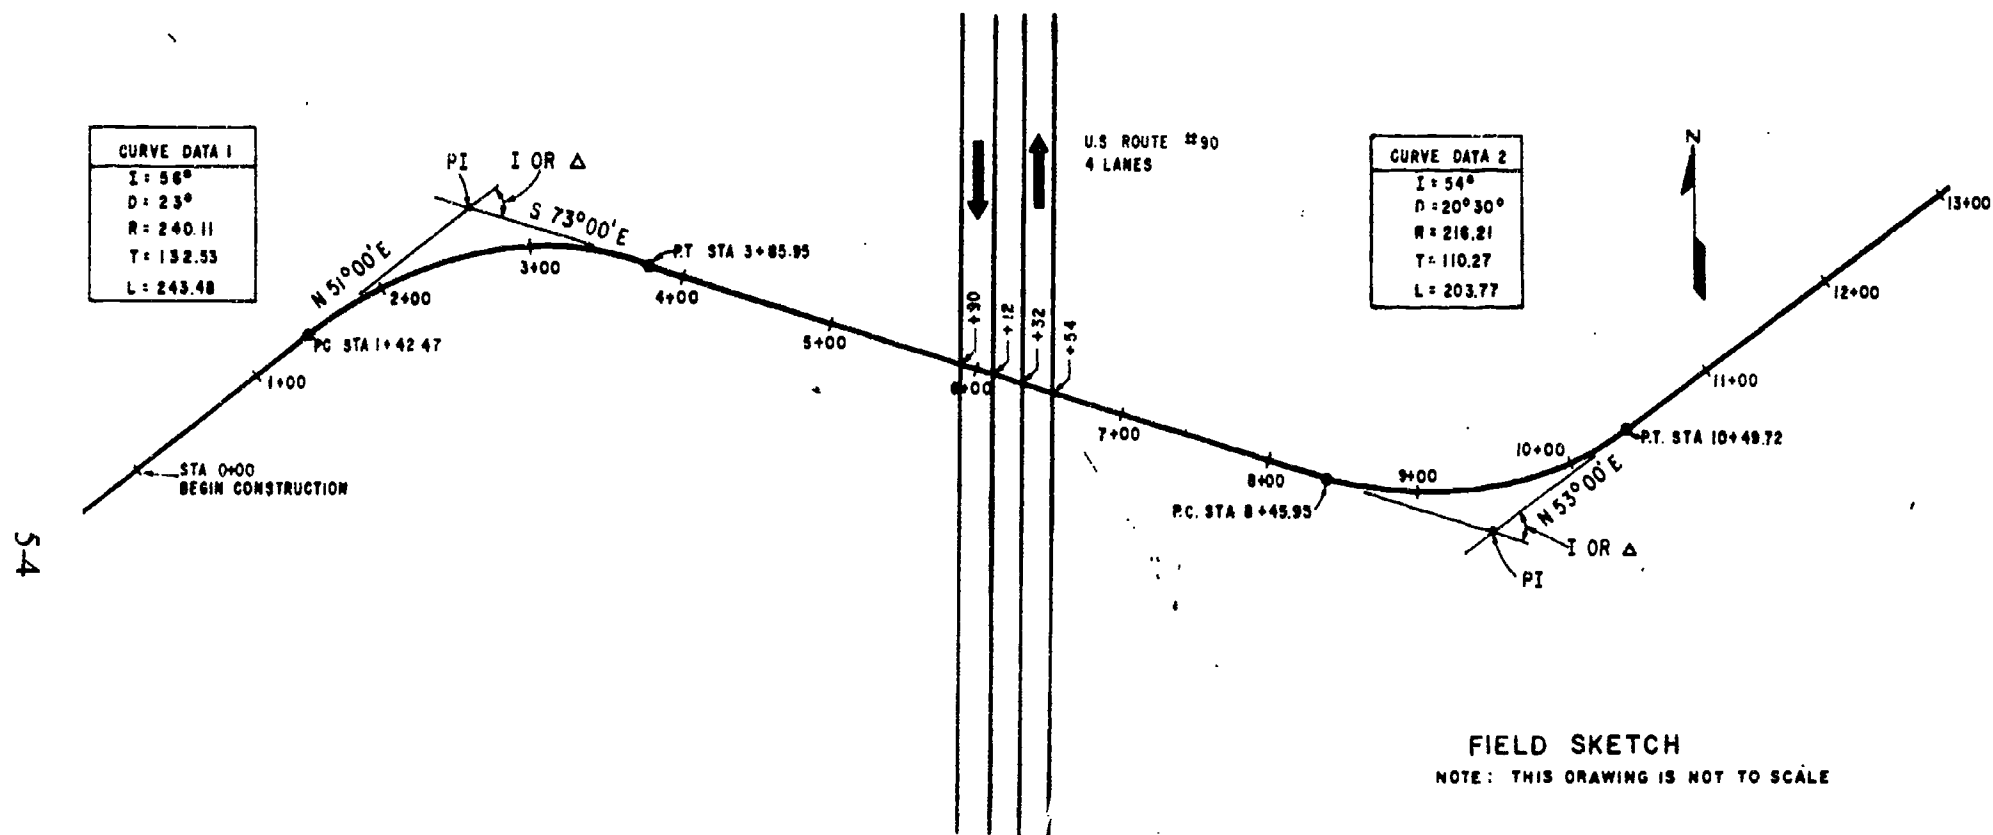 CURVE DATA 1
I = 56°
D = 23°
R = 240.11
T = 132.53
L = 243.48
PI
I OR Δ
N 51°00'E
S 73°00'E
P.T STA 3+85.95
PC STA 1+42.47
STA 0+00
BEGIN CONSTRUCTION
1+00
2+00
3+00
4+00
5+00
6+00
+90
+12
+32
+54
U.S ROUTE #90
4 LANES
7+00
8+00
P.C. STA 8+45.95
9+00
10+00
P.T. STA 10+49.72
N 53°00'E
I OR Δ
PI
11+00
12+00
13+00
CURVE DATA 2
I = 54°
D = 20°30°
R = 216.21
T = 110.27
L = 203.77
N
5-4
FIELD SKETCH
NOTE: THIS DRAWING IS NOT TO SCALE